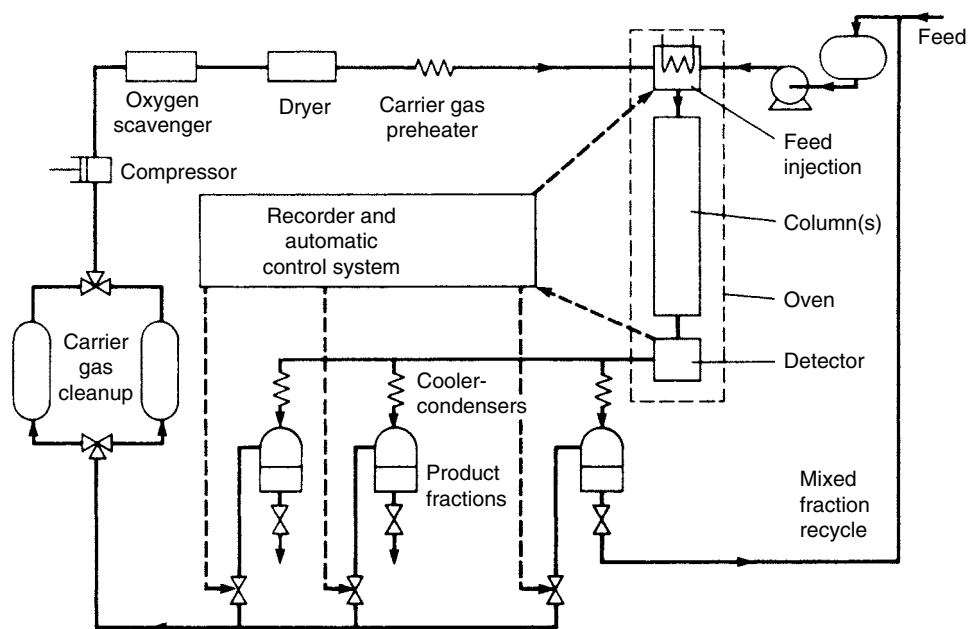 Feed
Oxygen
scavenger
Dryer
Carrier gas
preheater
Feed
injection
Compressor
Recorder and
automatic
control system
Column(s)
Oven
Carrier
gas
cleanup
Detector
Cooler-
condensers
Product
fractions
Mixed
fraction
recycle